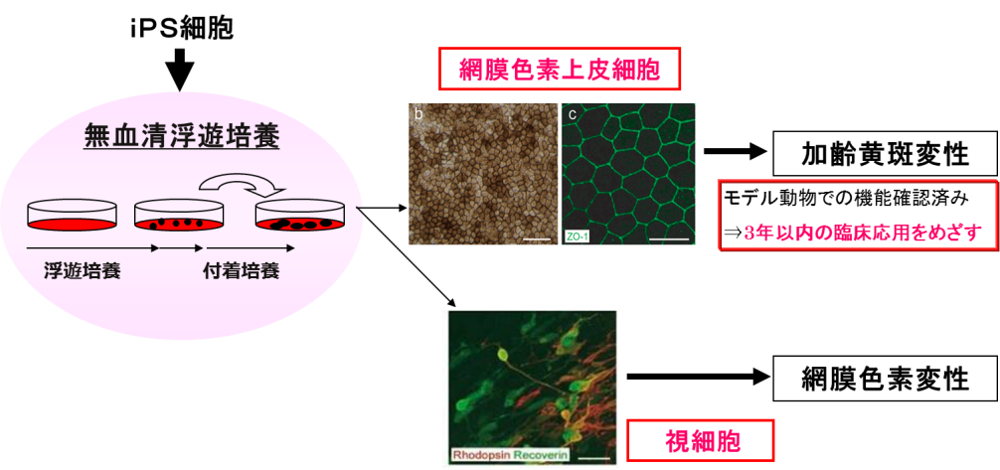 iPS細胞
無血清浮遊培養
浮遊培養
付着培養
網膜色素上皮細胞
b
c
ZO-1
加齢黄斑変性
モデル動物での機能確認済み
⇒3年以内の臨床応用をめざす
Rhodopsin Recoverin
視細胞
網膜色素変性